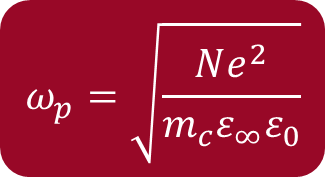 ω_p = √(Ne² / m_c ε_∞ ε_0)